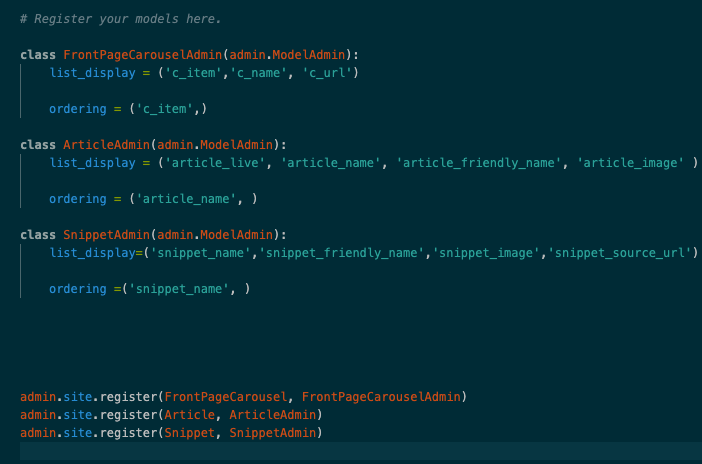 # Register your models here.
class FrontPageCarouselAdmin(admin.ModelAdmin):
    list_display = ('c_item','c_name', 'c_url')
    ordering = ('c_item',)
class ArticleAdmin(admin.ModelAdmin):
    list_display = ('article_live', 'article_name', 'article_friendly_name', 'article_image' )
    ordering = ('article_name', )
class SnippetAdmin(admin.ModelAdmin):
    list_display=('snippet_name','snippet_friendly_name','snippet_image','snippet_source_url')
    ordering =('snippet_name', )
admin.site.register(FrontPageCarousel, FrontPageCarouselAdmin)
admin.site.register(Article, ArticleAdmin)
admin.site.register(Snippet, SnippetAdmin)